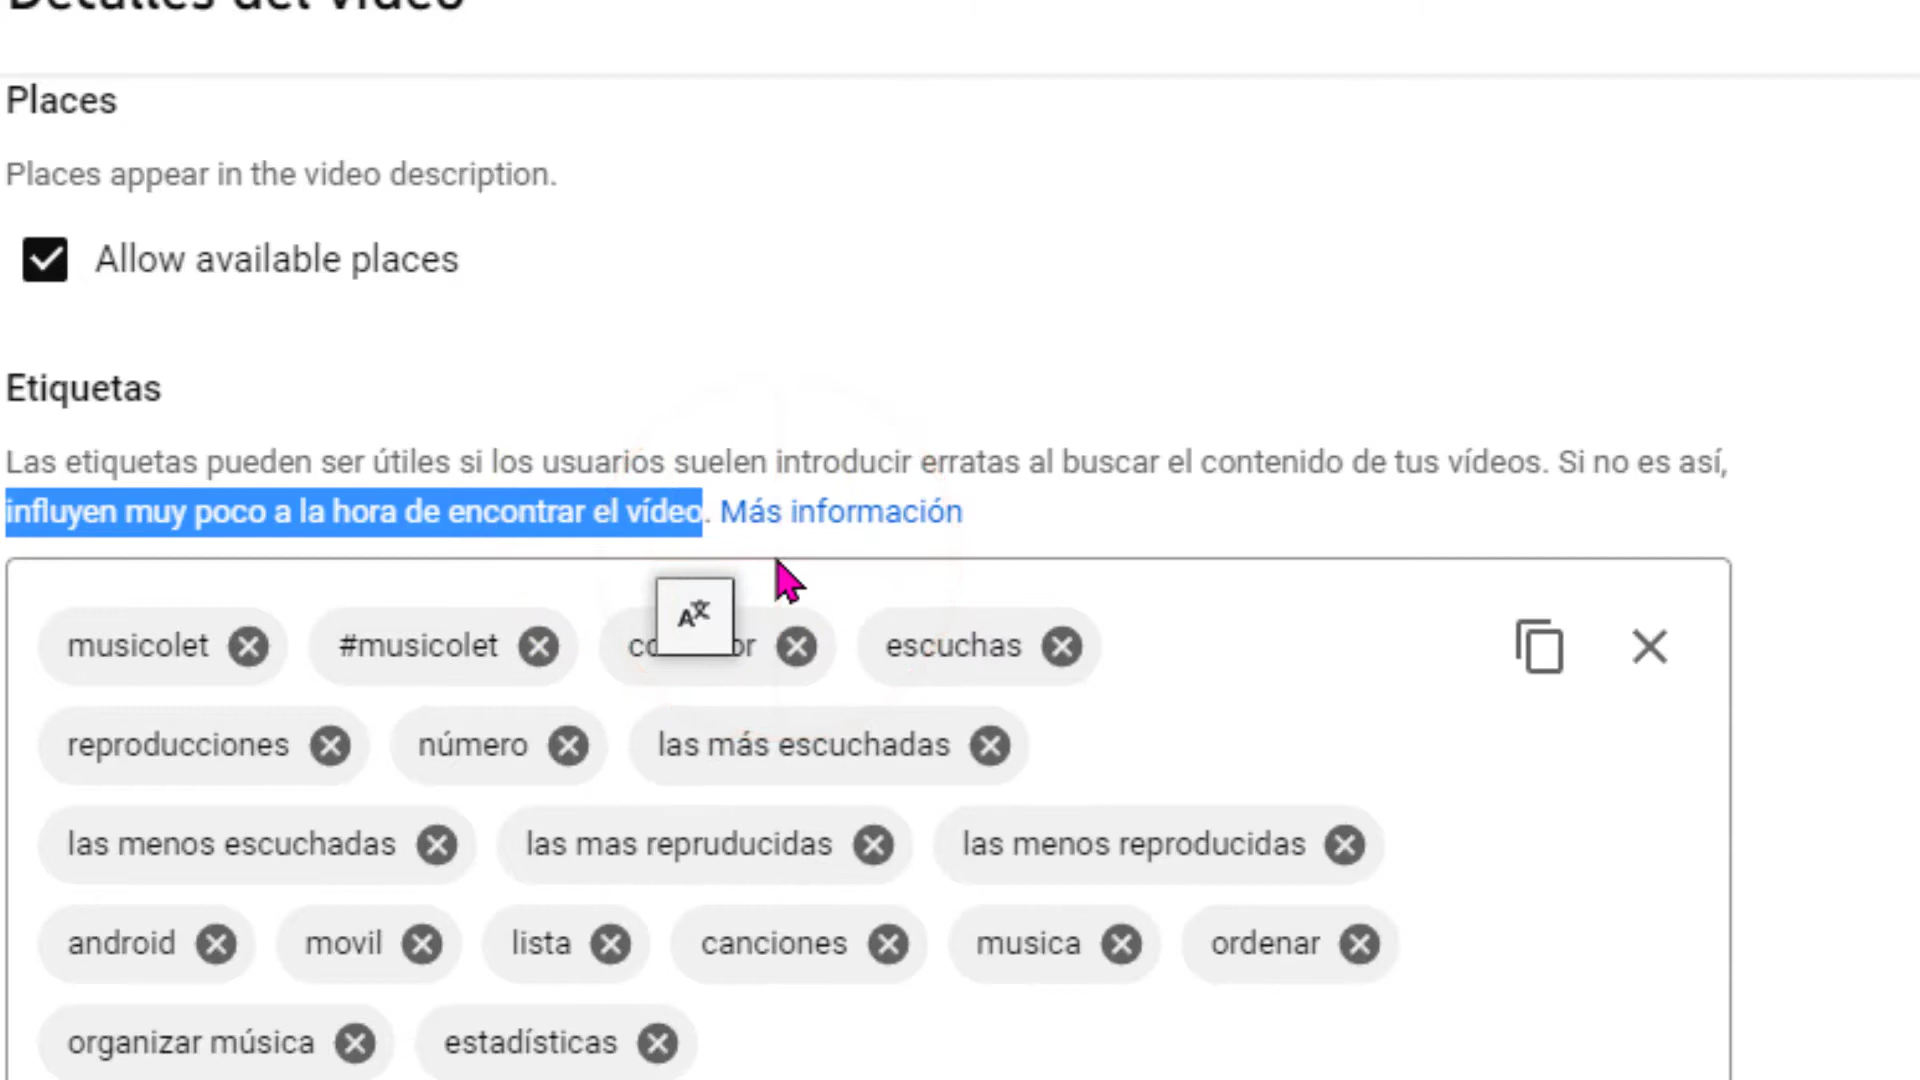 Detalles del vídeo
Places
Places appear in the video description.
Allow available places
Etiquetas
Las etiquetas pueden ser útiles si los usuarios suelen introducir erratas al buscar el contenido de tus vídeos. Si no es así,
influyen muy poco a la hora de encontrar el vídeo. Más información
musicolet #musicolet escuchas
reproducciones número las más escuchadas
las menos escuchadas las mas repruducidas las menos reproducidas
android movil lista canciones musica ordenar
organizar música estadísticas